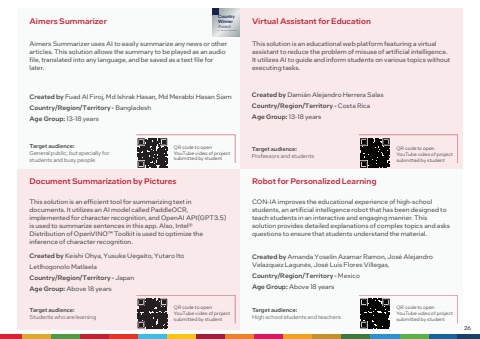 Aimers Summarizer
Country
Winner
Aimers Summarizer uses AI to easily summarize any news or other
articles. This solution allows the summary to be played as an audio
file, translated into any language, and be saved as a text file for
later.
Created by Fuad Al Firoj, Md Ishrak Hasan, Md Merabbi Hasan Siam
Country/Region/Territory - Bangladesh
Age Group: 13-18 years
Target audience:
General public, but specially for
students and busy people
QR code to open
YouTube video of project
submitted by student
Virtual Assistant for Education
This solution is an educational web platform featuring a virtual
assistant to reduce the problem of misuse of artificial intelligence.
It utilizes AI to guide and inform students on various topics without
executing tasks.
Created by Damián Alejandro Herrera Salas
Country/Region/Territory - Costa Rica
Age Group: 13-18 years
Target audience:
Professors and students
QR code to open
YouTube video of project
submitted by student
Document Summarization by Pictures
This solution is an efficient tool for summarizing text in
documents. It utilizes an AI model called PaddleOCR,
implemented for character recognition, and OpenAI API(GPT3.5)
is used to summarize sentences in this app. Also, Intel®
Distribution of OpenVINO™ Toolkit is used to optimize the
inference of character recognition.
Created by Keishi Ohya, Yusuke Uegaito, Yutaro Ito
Letlhogonolo Matlaela
Country/Region/Territory - Japan
Age Group: Above 18 years
Target audience:
Students who are learning
QR code to open
YouTube video of project
submitted by student
Robot for Personalized Learning
CON-IA improves the educational experience of high-school
students, an artificial intelligence robot that has been designed to
teach students in an interactive and engaging manner. This
solution provides detailed explanations of complex topics and asks
questions to ensure that students understand the material.
Created by Amanda Yoselin Azamar Ramon, José Alejandro
Velazquez Lagunés, José Luis Flores Villegas,
Country/Region/Territory - Mexico
Age Group: Above 18 years
Target audience:
High school students and teachers
QR code to open
YouTube video of project
submitted by student
26